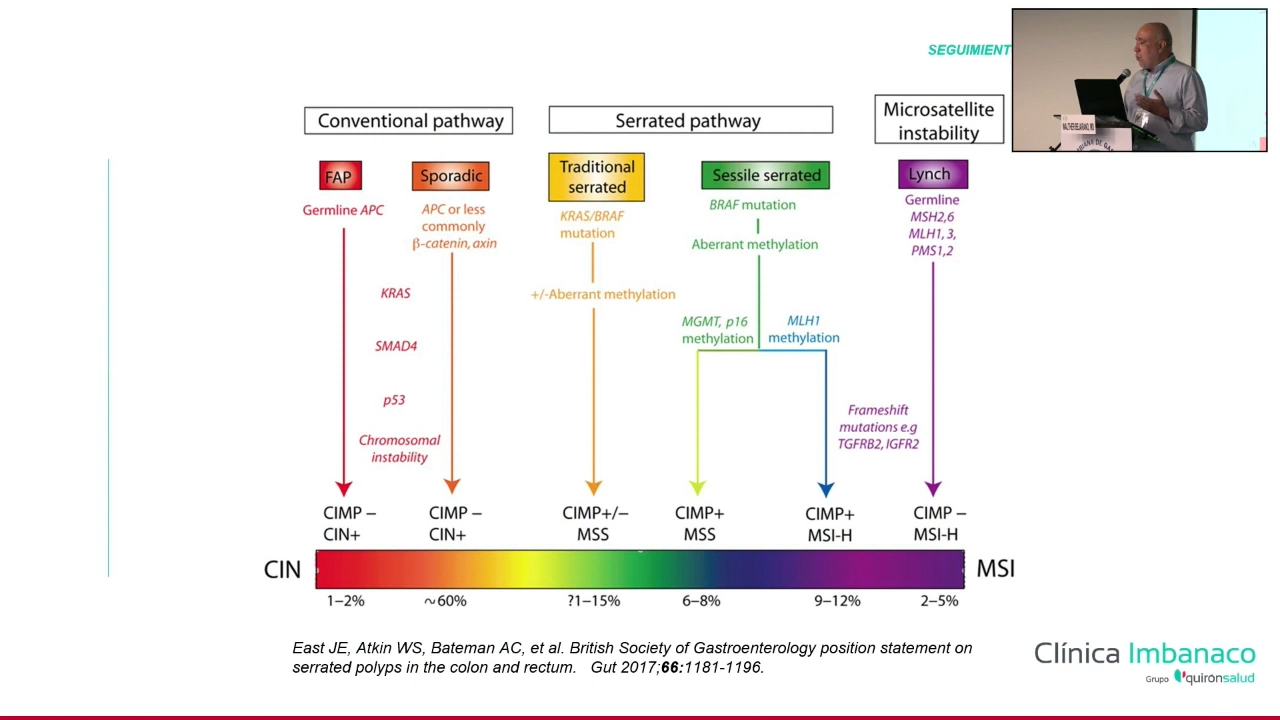 SEGUIMIENT
Conventional pathway
Serrated pathway
Microsatellite
instability
FAP
Sporadic
Traditional
serrated
Sessile serrated
Lynch
Germline APC
APC or less
commonly
β-catenin, axin
KRAS/BRAF
mutation
BRAF mutation
Aberrant methylation
Germline
MSH2,6
MLH1, 3,
PMS1,2
KRAS
SMAD4
p53
Chromosomal
instability
+/-Aberrant methylation
MGMT, p16
methylation
MLH1
methylation
Frameshift
mutations e.g
TGFRB2, IGFR2
CIMP –
CIN+
CIMP –
CIN+
CIMP+/–
MSS
CIMP+
MSS
CIMP+
MSI-H
CIMP –
MSI-H
CIN
MSI
1–2%
~60%
?1–15%
6–8%
9–12%
2–5%
East JE, Atkin WS, Bateman AC, et al. British Society of Gastroenterology position statement on
serrated polyps in the colon and rectum. Gut 2017;66:1181-1196.
Clínica Imbanaco
Grupo quirónsalud